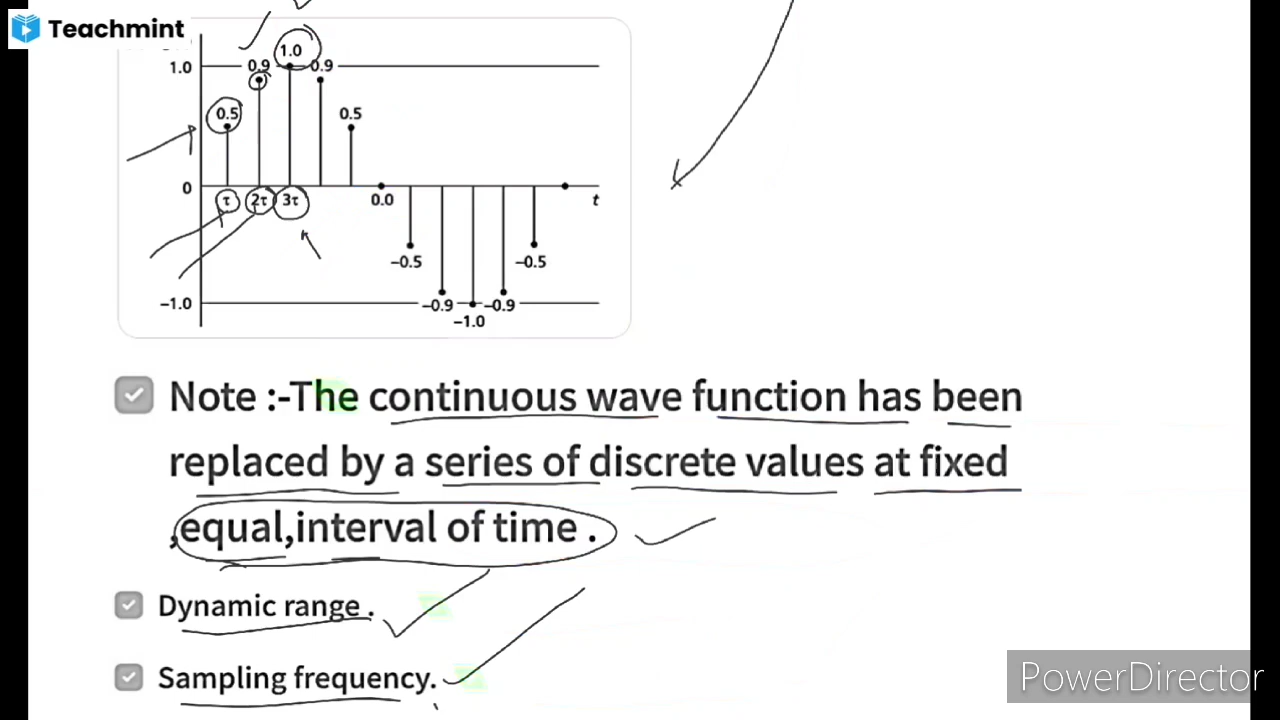 Teachmint
1.0
1.0 0.9 0.9
0.5 0.5
0
τ 2τ 3τ 0.0 t
−0.5 −0.5
−1.0 −0.9 −0.9
−1.0
Note :-The continuous wave function has been
replaced by a series of discrete values at fixed
,equal,interval of time .
Dynamic range .
Sampling frequency.
PowerDirector